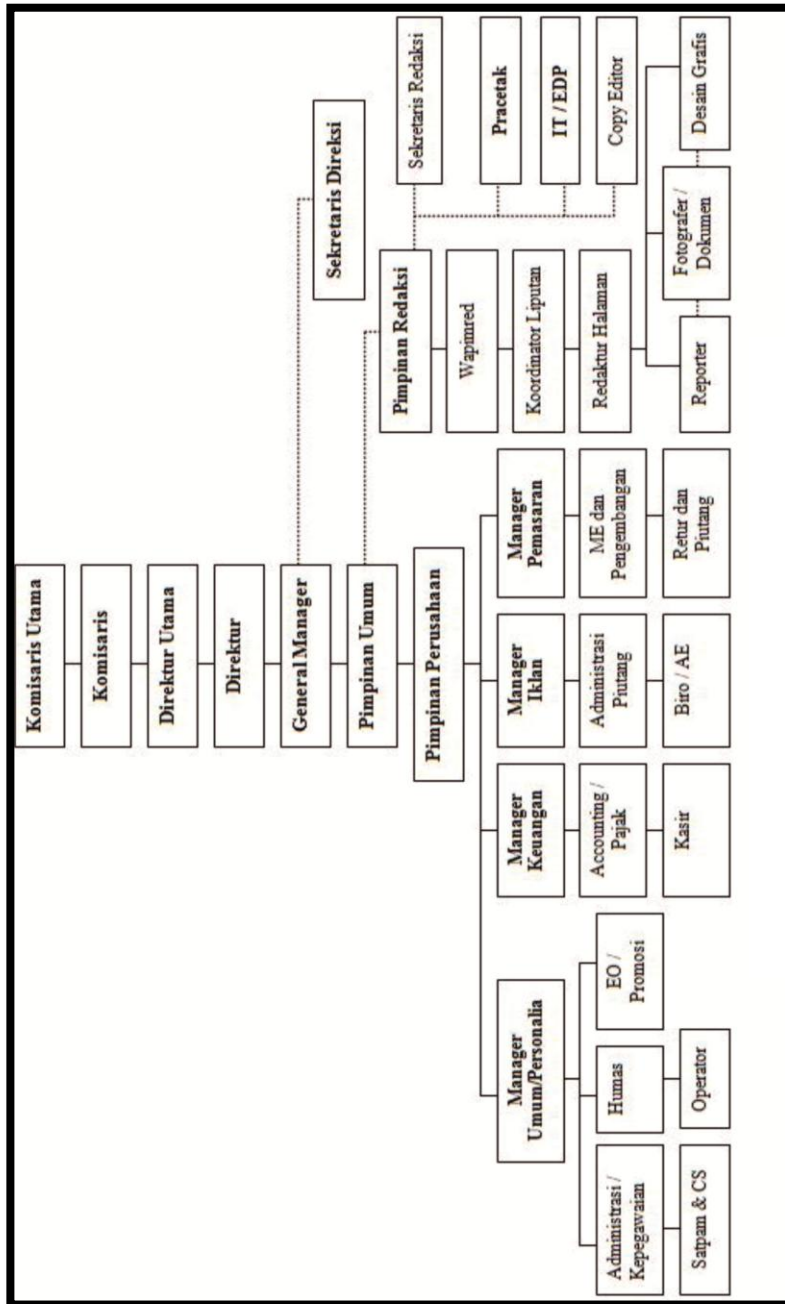 Komisaris Utama
Komisaris
Direktur Utama
Direktur
General Manager
Sekretaris Direksi
Pimpinan Umum
Pimpinan Redaksi
Sekretaris Redaksi
Pimpinan Perusahaan
Wapimred
Pracetak
Manager
Umum/Personalia
Manager
Keuangan
Manager
Iklan
Manager
Pemasaran
Koordinator Liputan
IT / EDP
Administrasi /
Kepegawaian
Humas
EO /
Promosi
Accounting /
Pajak
Administrasi
Piutang
ME dan
Pengembangan
Redaktur Halaman
Copy Editor
Satpam & CS
Operator
Kasir
Biro / AE
Retur dan
Piutang
Reporter
Fotografer /
Dokumen
Desain Grafis